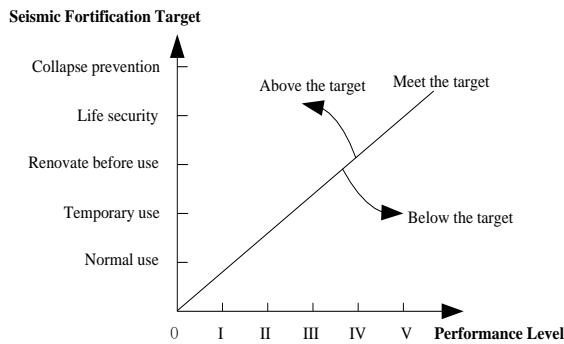 Seismic Fortification Target
Collapse prevention
Above the target
Meet the target
Life security
Renovate before use
Temporary use
Below the target
Normal use
0 I II III IV V Performance Level